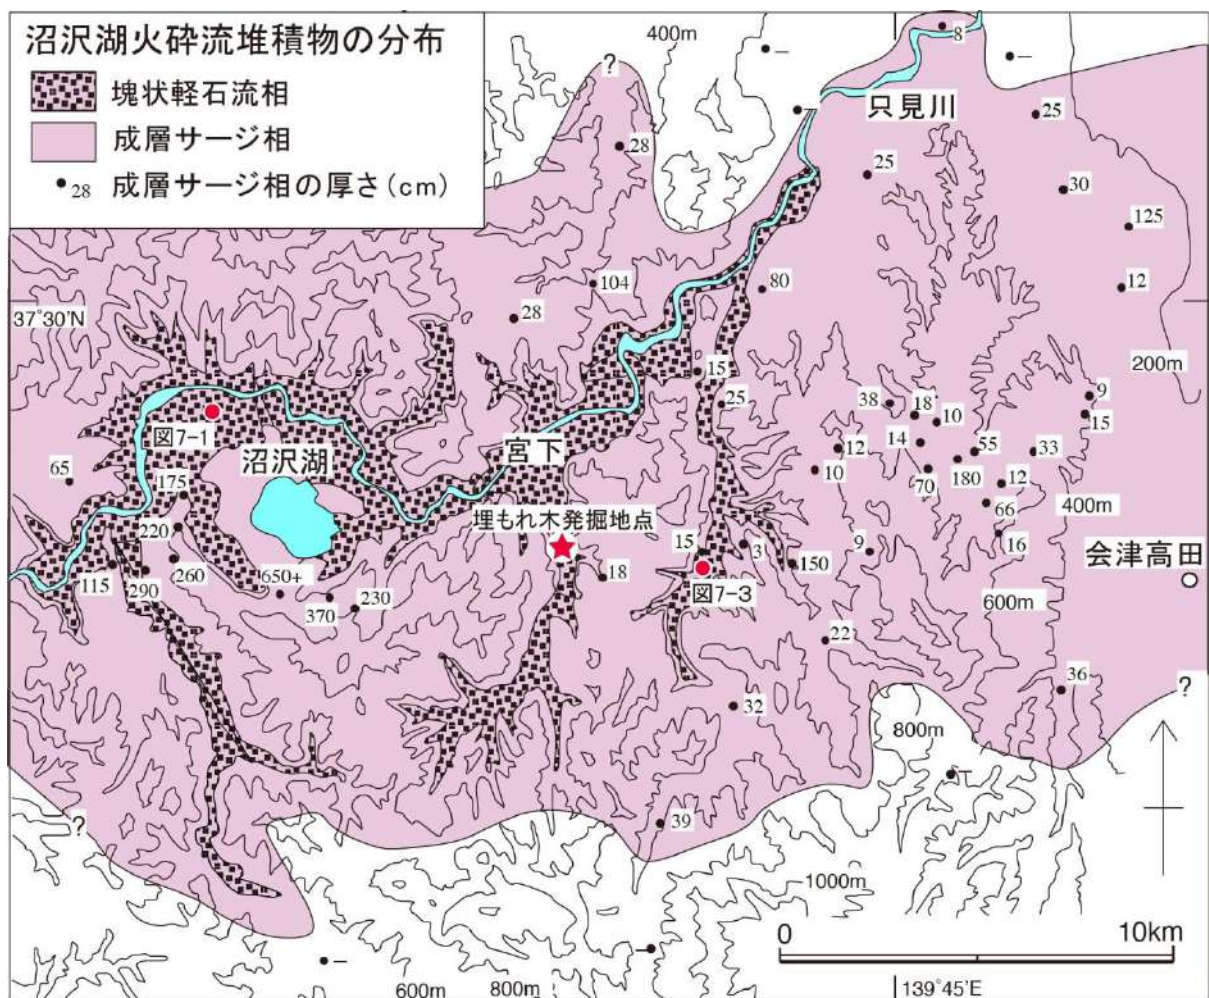 沼沢湖火砕流堆積物の分布
塊状軽石流相
成層サージ相
28 成層サージ相の厚さ(cm)
400m
?
8
只見川
28
25
25
30
125
12
104
28
80
37°30'N
200m
15
25
38
18
10
9
15
図7-1
沼沢湖
宮下
12
14
55
33
65
175
10
70
180
12
66
400m
220
埋もれ木発掘地点
15
3
150
9
16
会津高田
115
290
260
650+
370
230
18
図7-3
600m
22
36
?
32
800m
?
39
1000m
0
10km
600m
800m
139°45'E